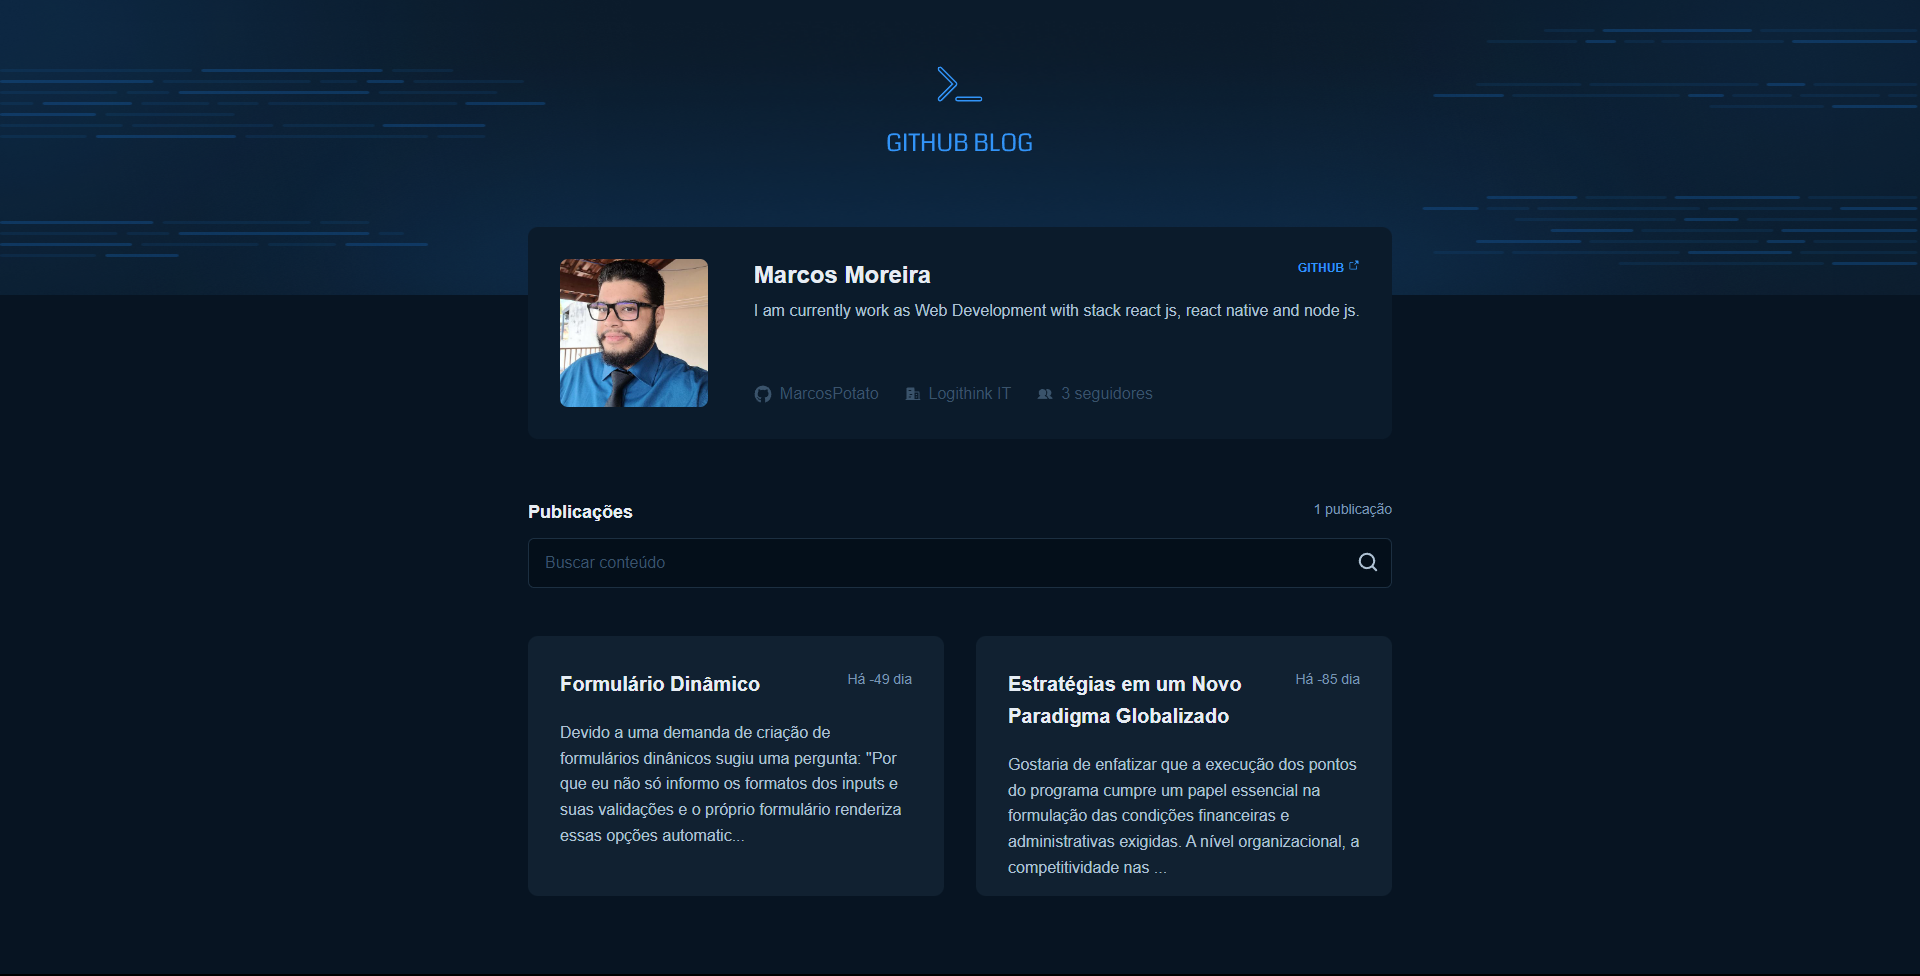 GITHUB BLOG
Marcos Moreira
GITHUB
I am currently work as Web Development with stack react js, react native and node js.
MarcosPotato
Logithink IT
3 seguidores
Publicações
1 publicação
Buscar conteúdo
Formulário Dinâmico
Há -49 dia
Devido a uma demanda de criação de
formulários dinânicos sugiu uma pergunta: "Por
que eu não só informo os formatos dos inputs e
suas validações e o próprio formulário renderiza
essas opções automatic...
Estratégias em um Novo
Paradigma Globalizado
Há -85 dia
Gostaria de enfatizar que a execução dos pontos
do programa cumpre um papel essencial na
formulação das condições financeiras e
administrativas exigidas. A nível organizacional, a
competitividade nas ...